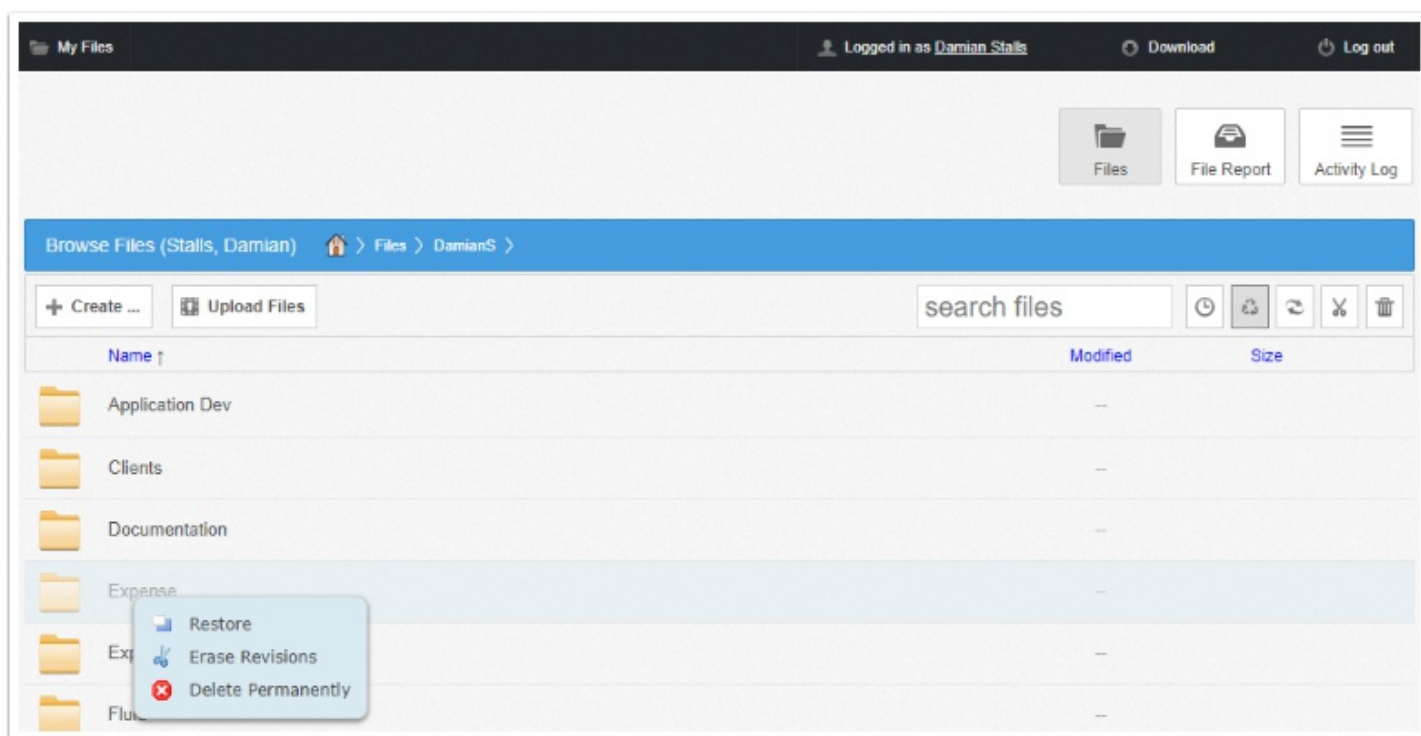 My Files Logged in as Damian Stalls Download Log out
Files File Report Activity Log
Browse Files (Stalls, Damian) Files DamianS
Create ... Upload Files search files
Name ↑ Modified Size
Application Dev --
Clients --
Documentation --
Expense --
Restore
Erase Revisions
--
Delete Permanently
--